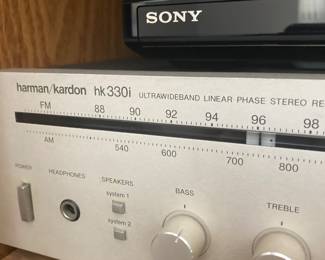 SONY
harman/kardon hk330i ULTRAWIDEBAND LINEAR PHASE STEREO RE
FM 88 90 92 94 96 98
AM 540 600 700 800
POWER HEADPHONES SPEAKERS BASS TREBLE
system 1
system 2